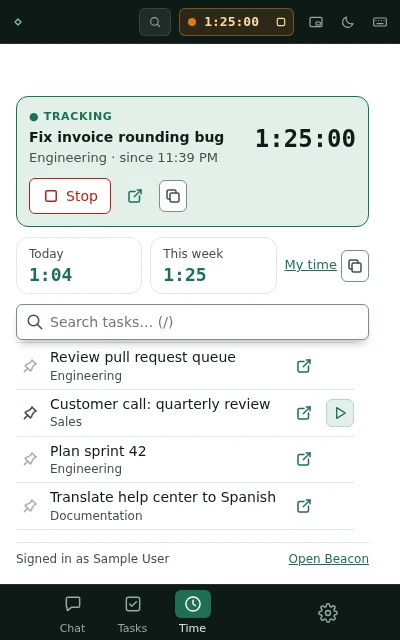 1:25:00
TRACKING
Fix invoice rounding bug
1:25:00
Engineering · since 11:39 PM
Stop
Today
1:04
This week
1:25
My time
Search tasks... (/)
Review pull request queue
Engineering
Customer call: quarterly review
Sales
Plan sprint 42
Engineering
Translate help center to Spanish
Documentation
Signed in as Sample User
Open Beacon
Chat
Tasks
Time